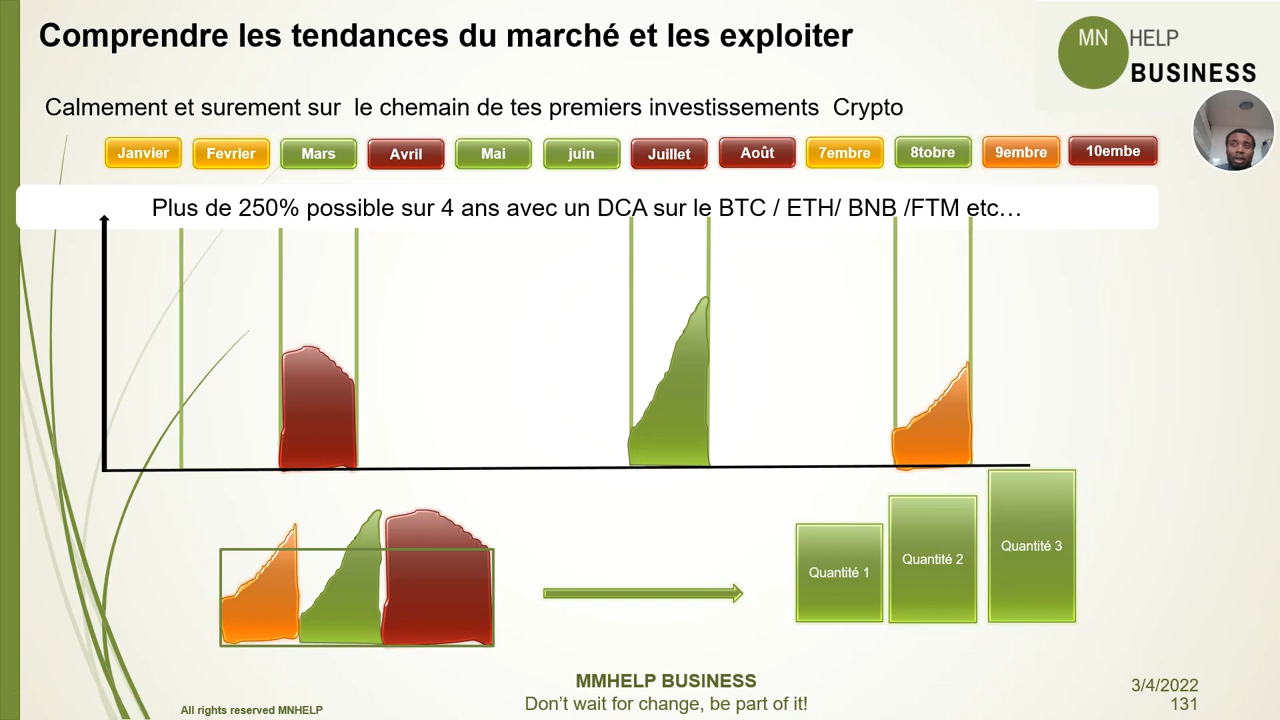 Comprendre les tendances du marché et les exploiter
MN HELP
BUSINESS
Calmement et surement sur le chemain de tes premiers investissements Crypto
Janvier Fevrier Mars Avril Mai juin Juillet Août 7embre 8tobre 9embre 10embe
Plus de 250% possible sur 4 ans avec un DCA sur le BTC / ETH/ BNB /FTM etc…
Quantité 1 Quantité 2 Quantité 3
MMHELP BUSINESS
Don’t wait for change, be part of it!
All rights reserved MNHELP
3/4/2022
131